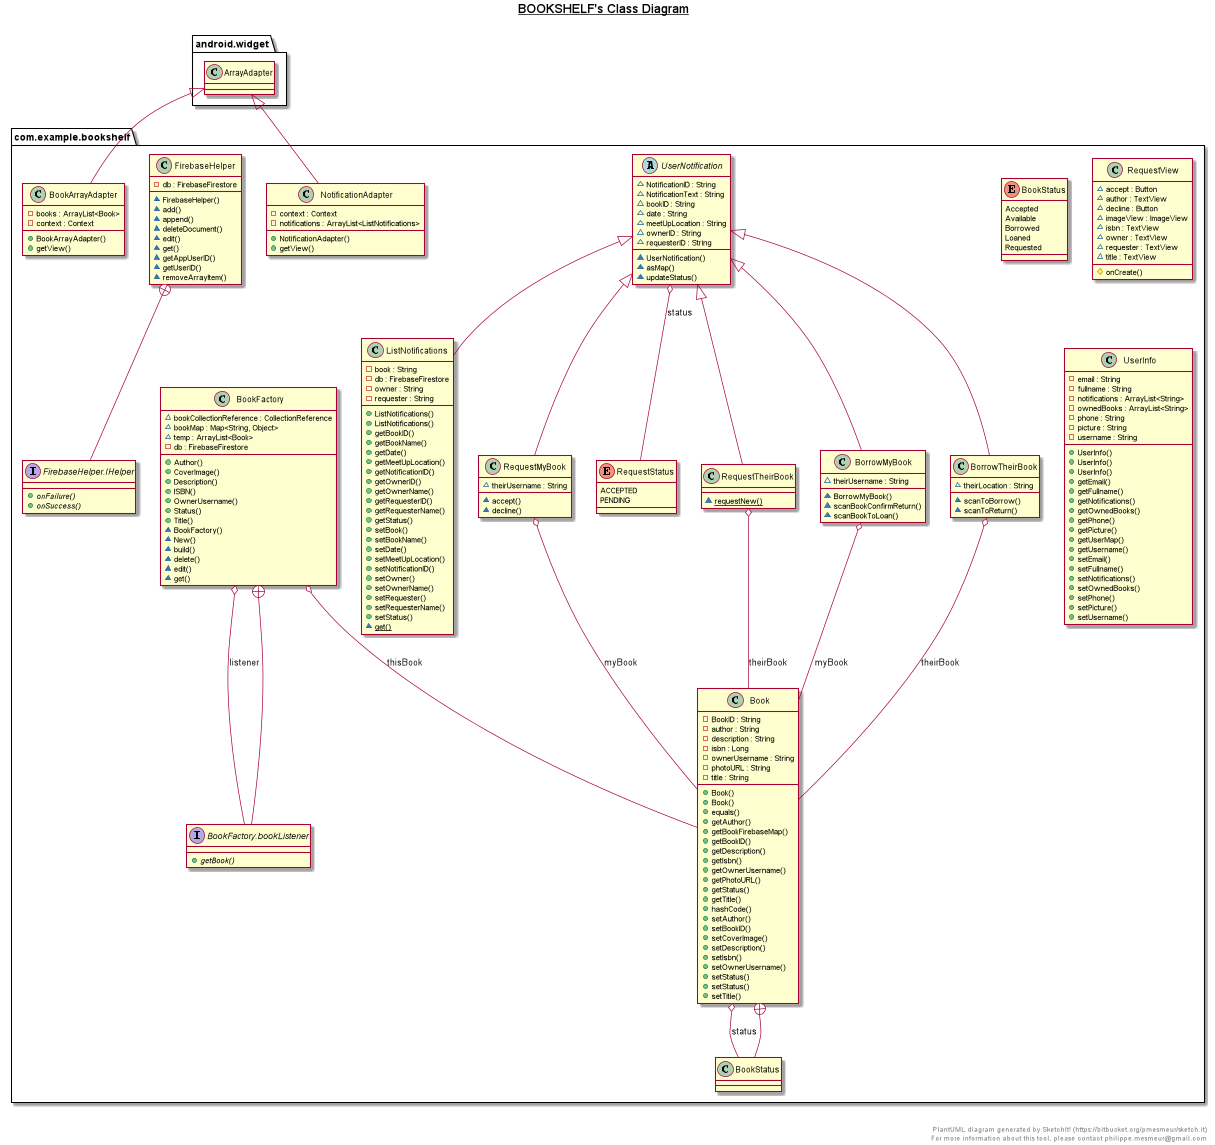 BOOKSHELF's Class Diagram
android.widget
C ArrayAdapter
com.example.bookshelf
C BookArrayAdapter
books : ArrayList<Book>
context : Context
BookArrayAdapter()
getView()
C FirebaseHelper
db : FirebaseFirestore
FirebaseHelper()
add()
append()
deleteDocument()
edit()
get()
getAppUserID()
getUserID()
removeArrayItem()
C NotificationAdapter
context : Context
notifications : ArrayList<ListNotifications>
NotificationAdapter()
getView()
A UserNotification
NotificationID : String
NotificationText : String
bookID : String
date : String
meetUpLocation : String
ownerID : String
requesterID : String
UserNotification()
asMap()
updateStatus()
E BookStatus
Accepted
Available
Borrowed
Loaned
Requested
C RequestView
accept : Button
author : TextView
decline : Button
imageView : ImageView
isbn : TextView
owner : TextView
requester : TextView
title : TextView
onCreate()
status
C ListNotifications
book : String
db : FirebaseFirestore
owner : String
requester : String
ListNotifications()
ListNotifications()
getBookID()
getBookName()
getDate()
getMeetUpLocation()
getNotificationID()
getOwnerID()
getOwnerName()
getRequesterID()
getRequesterName()
getStatus()
setBook()
setBookName()
setDate()
setMeetUpLocation()
setNotificationID()
setOwner()
setOwnerName()
setRequester()
setRequesterName()
setStatus()
get()
C UserInfo
email : String
fullname : String
notifications : ArrayList<String>
ownedBooks : ArrayList<String>
phone : String
picture : String
username : String
UserInfo()
UserInfo()
UserInfo()
getEmail()
getFullname()
getNotifications()
getOwnedBooks()
getPhone()
getPicture()
getUserMap()
getUsername()
setEmail()
setFullname()
setNotifications()
setOwnedBooks()
setPhone()
setPicture()
setUsername()
C BookFactory
bookCollectionReference : CollectionReference
bookMap : Map<String, Object>
temp : ArrayList<Book>
db : FirebaseFirestore
Author()
CoverImage()
Description()
ISBN()
OwnerUsername()
Status()
Title()
BookFactory()
New()
build()
delete()
edit()
get()
I FirebaseHelper.IHelper
onFailure()
onSuccess()
C RequestMyBook
theirUsername : String
accept()
decline()
E RequestStatus
ACCEPTED
PENDING
C RequestTheirBook
requestNew()
C BorrowMyBook
theirUsername : String
BorrowMyBook()
scanBookConfirmReturn()
scanBookToLoan()
C BorrowTheirBook
theirLocation : String
scanToBorrow()
scanToReturn()
listener
thisBook
myBook
theirBook
myBook
theirBook
C Book
BookID : String
author : String
description : String
isbn : Long
ownerUsername : String
photoURL : String
title : String
Book()
Book()
equals()
getAuthor()
getBookFirebaseMap()
getBookID()
getDescription()
getIsbn()
getOwnerUsername()
getPhotoURL()
getStatus()
getTitle()
hashCode()
setAuthor()
setBookID()
setCoverImage()
setDescription()
setIsbn()
setOwnerUsername()
setStatus()
setStatus()
setTitle()
I BookFactory.bookListener
getBook()
status
C BookStatus
PlantUML diagram generated by SketchIt! (https://bitbucket.org/pmesmeur/sketch.it)
For more information about this tool, please contact philippe.mesmeur@gmail.com